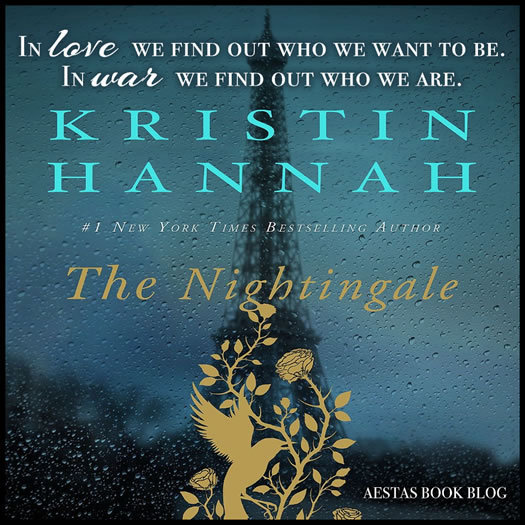 In love we find out who we want to be.
In war we find out who we are.
KRISTIN
HANNAH
#1 New York Times Bestselling Author
The Nightingale
AESTAS BOOK BLOG